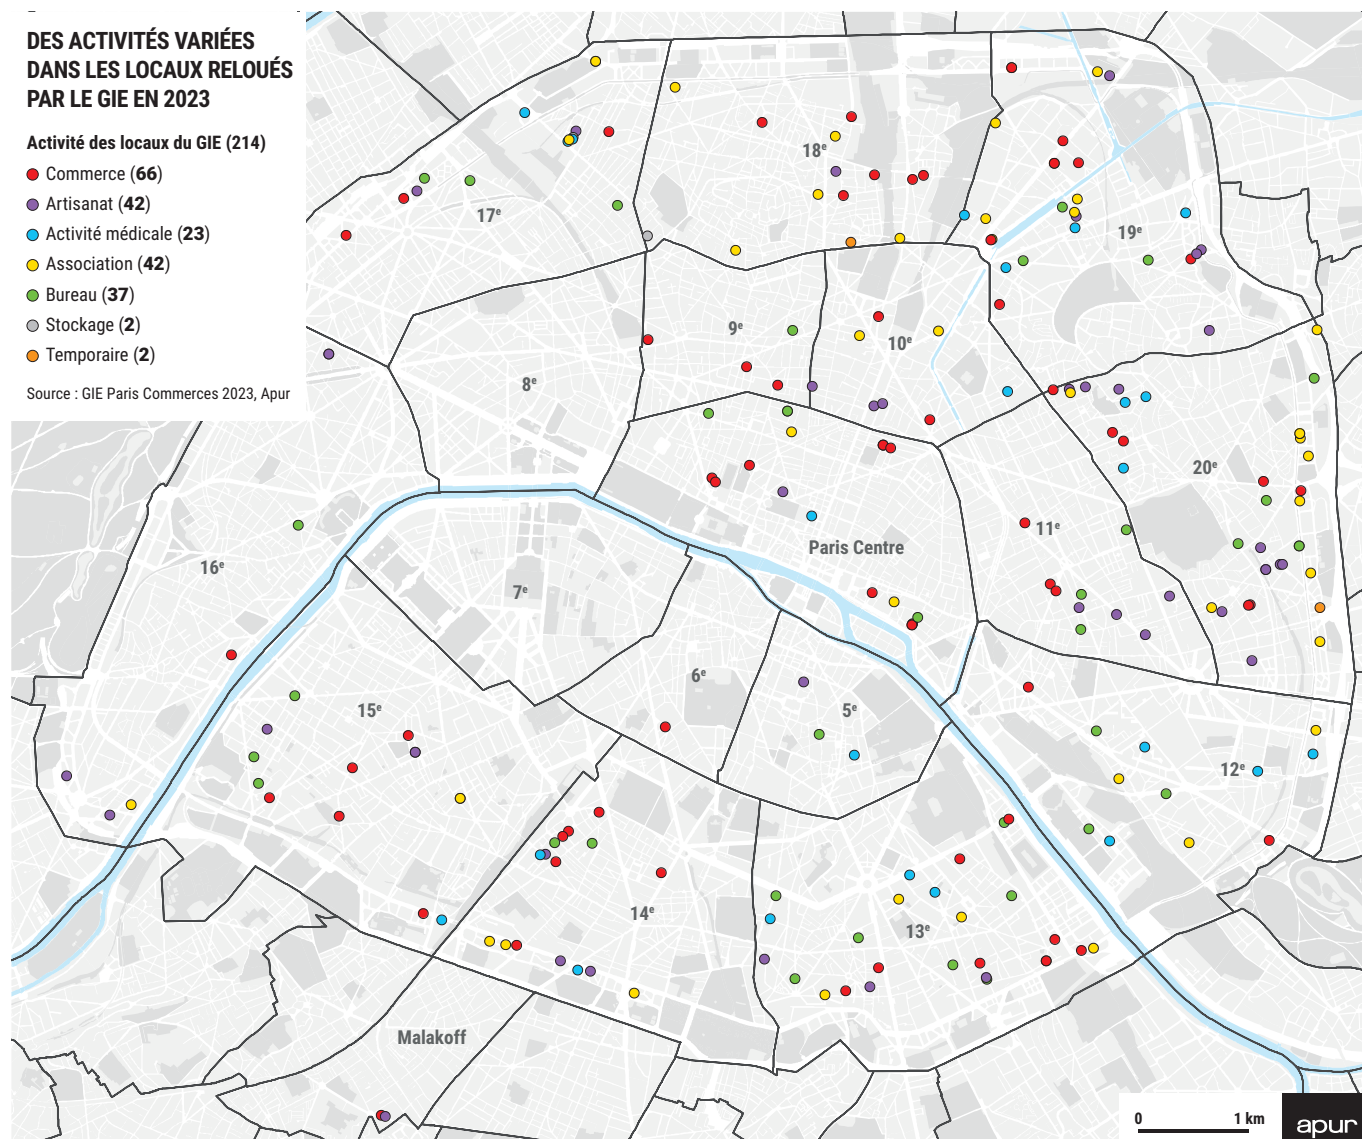 DES ACTIVITÉS VARIÉES
DANS LES LOCAUX RELOUÉS
PAR LE GIE EN 2023
Activité des locaux du GIE (214)
Commerce (66)
Artisanat (42)
Activité médicale (23)
Association (42)
Bureau (37)
Stockage (2)
Temporaire (2)
Source : GIE Paris Commerces 2023, Apur
18e
17e
19e
9e
10e
8e
20e
11e
Paris Centre
16e
7e
6e
5e
15e
12e
14e
13e
Malakoff
0 1 km
apur